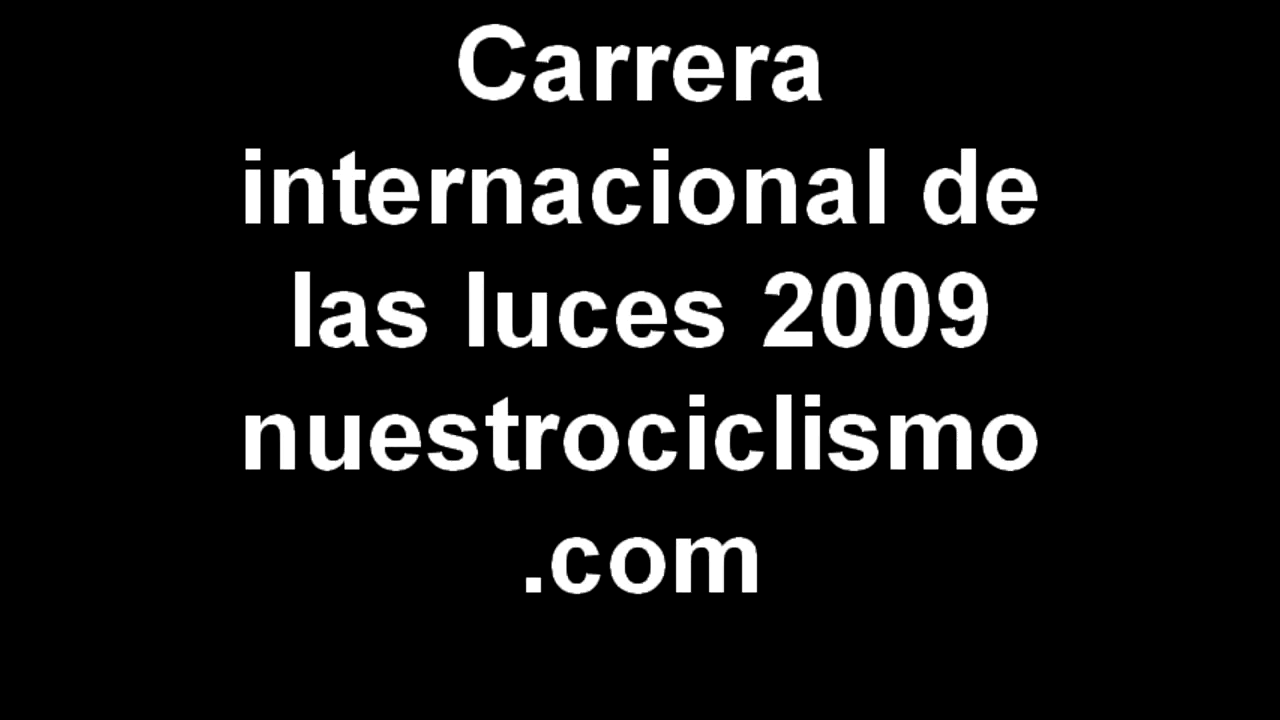 Carrera
internacional de
las luces 2009
nuestrociclismo
.com